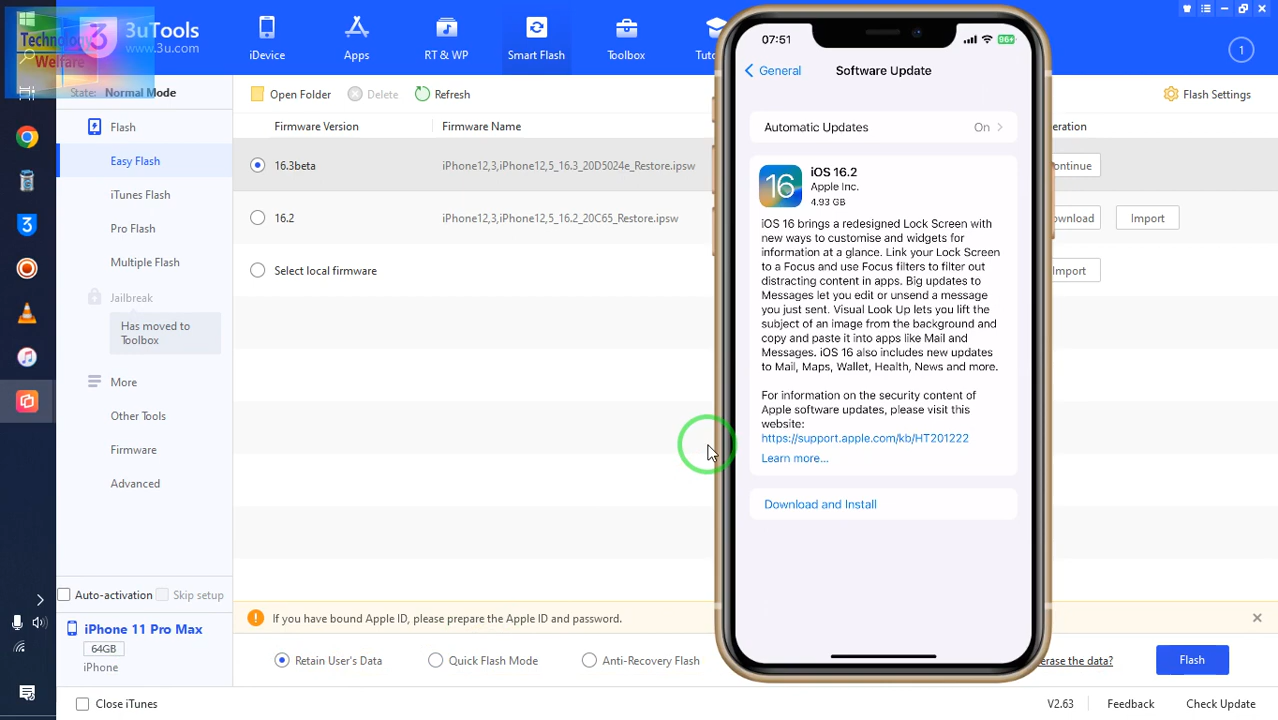 Technology
Welfare
3
3uTools
www.3u.com
iDevice
Apps
RT & WP
Smart Flash
Toolbox
Tuto
1
State: Normal Mode
Open Folder
Delete
Refresh
Flash Settings
Flash
Easy Flash
iTunes Flash
Pro Flash
Multiple Flash
Jailbreak
Has moved to
Toolbox
More
Other Tools
Firmware
Advanced
Firmware Version
Firmware Name
eration
16.3beta
iPhone12,3,iPhone12,5_16.3_20D5024e_Restore.ipsw
ontinue
16.2
iPhone12,3,iPhone12,5_16.2_20C65_Restore.ipsw
wnload
Import
Select local firmware
Import
07:51
96+
General
Software Update
Automatic Updates
On
16
iOS 16.2
Apple Inc.
4.93 GB
iOS 16 brings a redesigned Lock Screen with
new ways to customise and widgets for
information at a glance. Link your Lock Screen
to a Focus and use Focus filters to filter out
distracting content in apps. Big updates to
Messages let you edit or unsend a message
you just sent. Visual Look Up lets you lift the
subject of an image from the background and
copy and paste it into apps like Mail and
Messages. iOS 16 also includes new updates
to Mail, Maps, Wallet, Health, News and more.
For information on the security content of
Apple software updates, please visit this
website:
https://support.apple.com/kb/HT201222
Learn more...
Download and Install
Auto-activation
Skip setup
iPhone 11 Pro Max
64GB
iPhone
If you have bound Apple ID, please prepare the Apple ID and password.
Retain User's Data
Quick Flash Mode
Anti-Recovery Flash
erase the data?
Flash
Close iTunes
V2.63
Feedback
Check Update